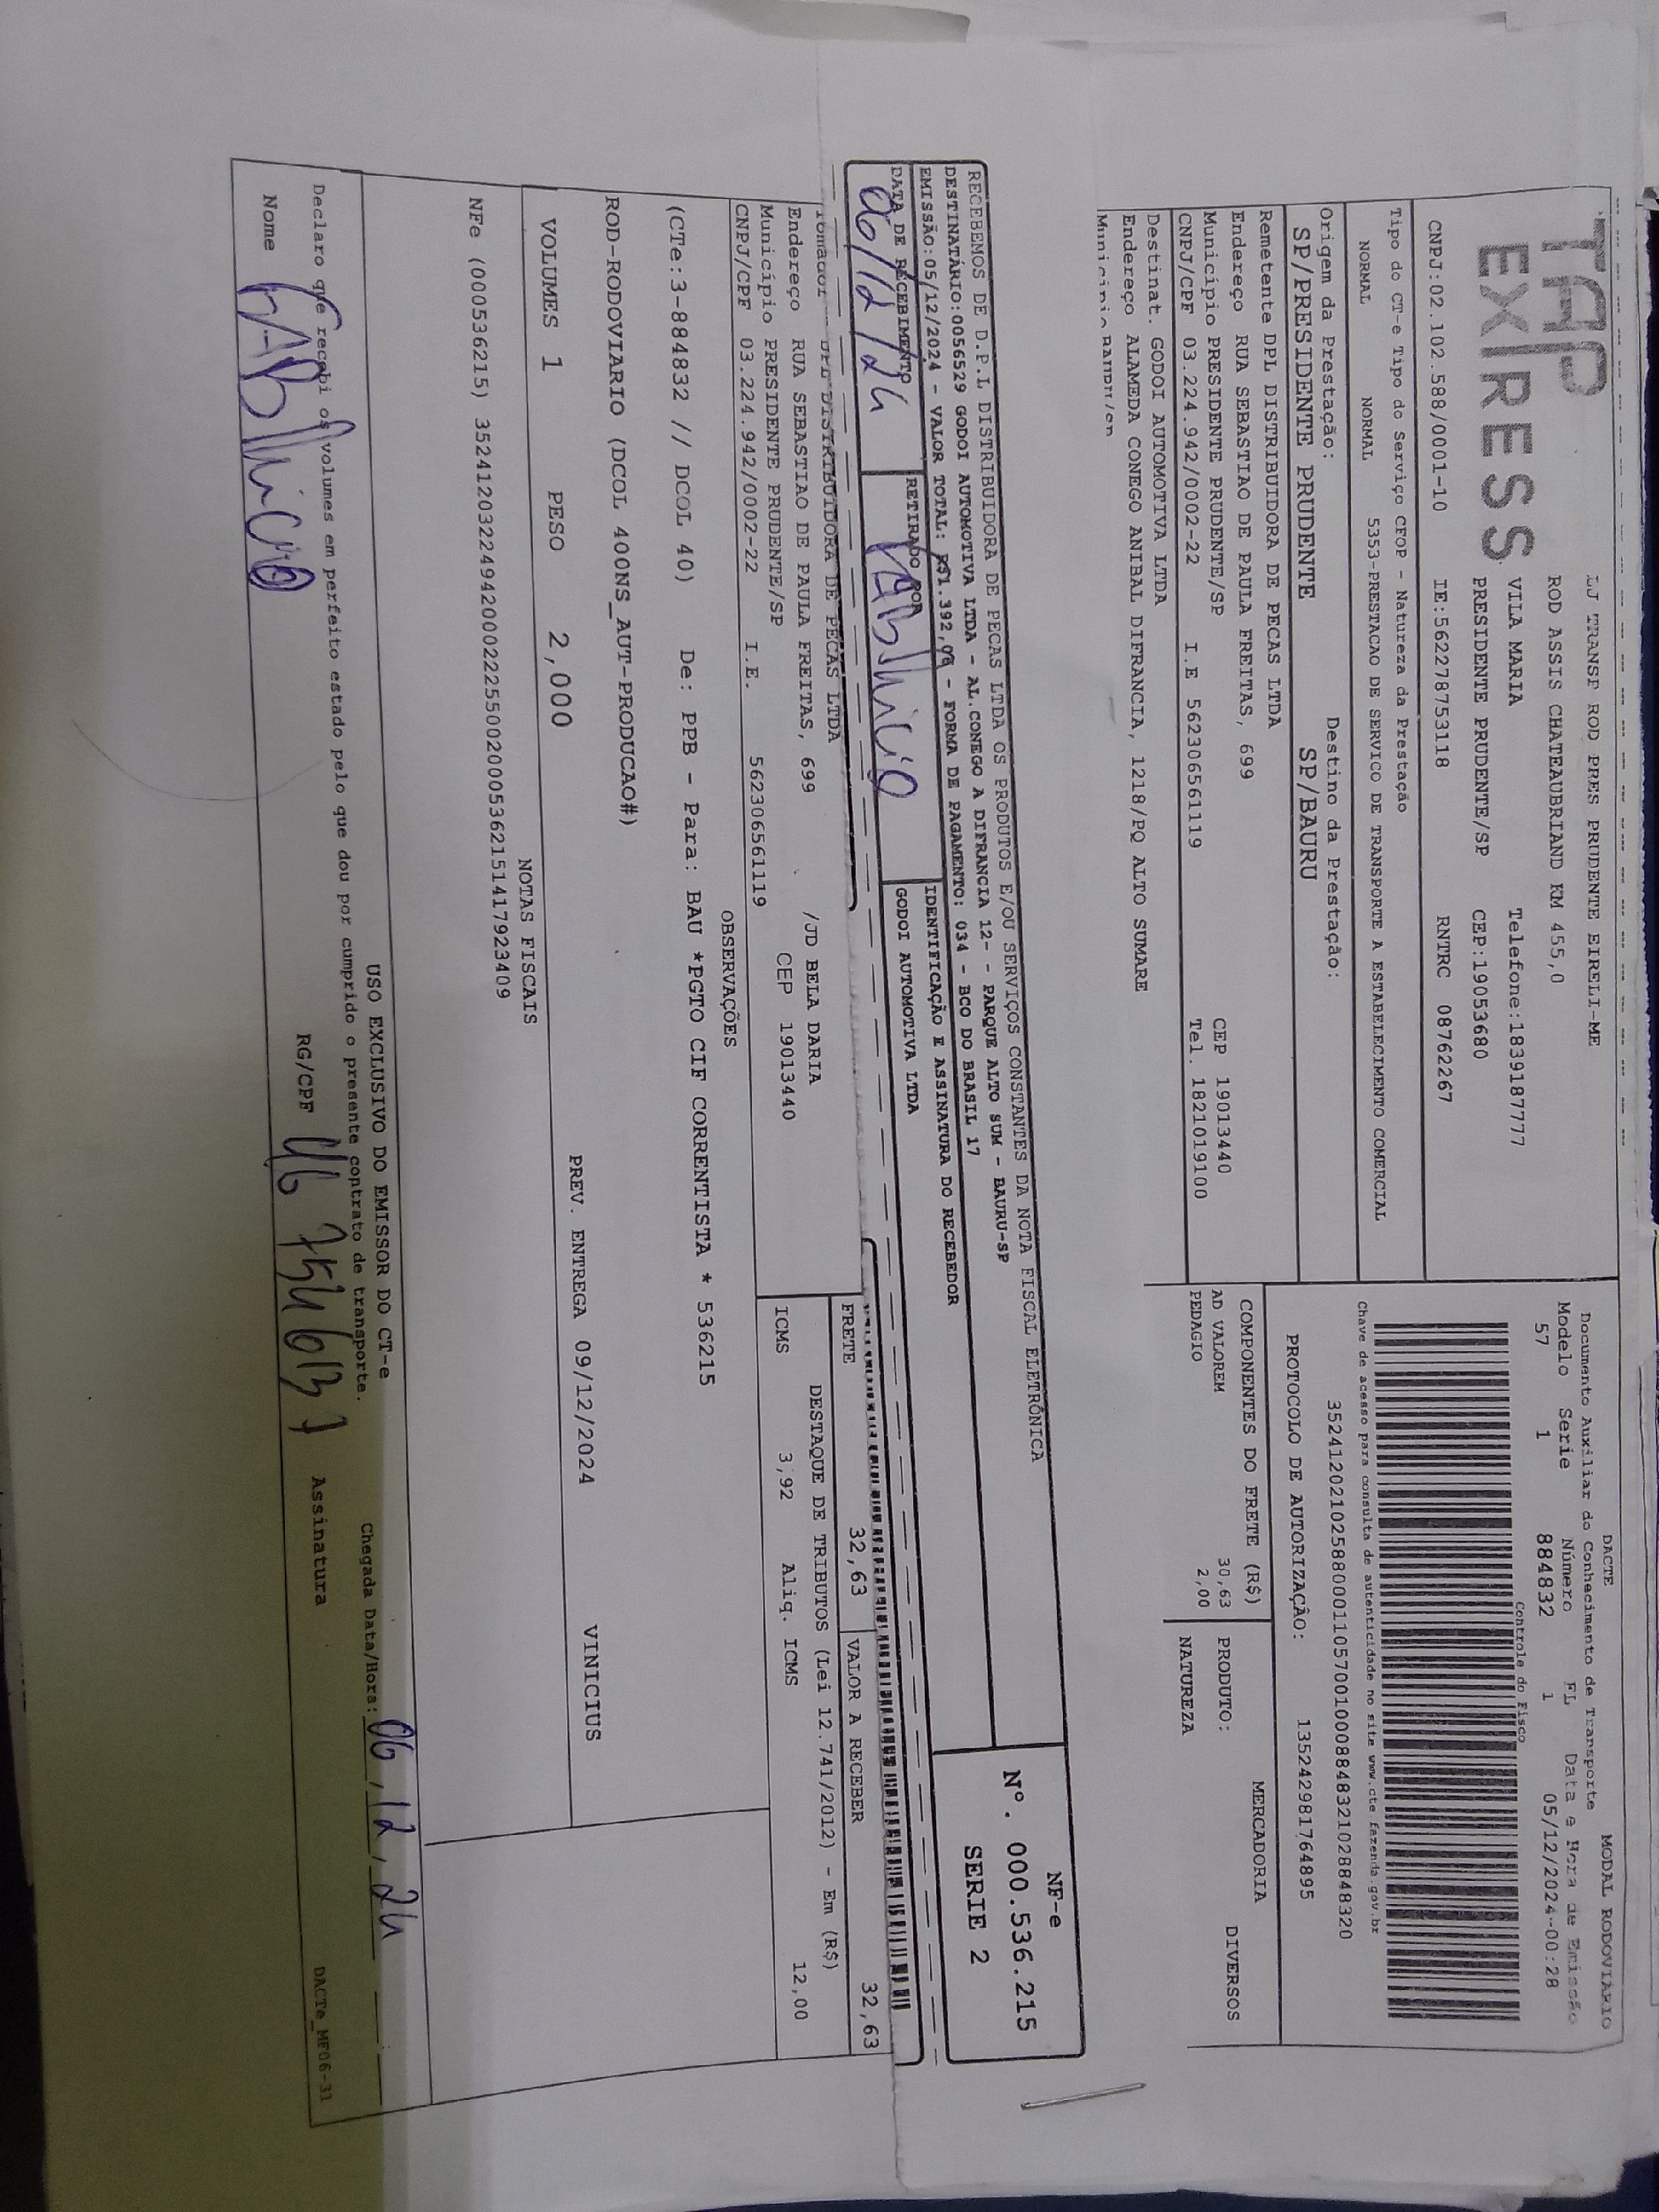 TAP
EXPRESS
LJ TRANSP ROD PRES PRUDENTE EIRELI-ME
ROD ASSIS CHATEAUBRIAND KM 455,0
VILA MARIA Telefone:1839187777
PRESIDENTE PRUDENTE/SP CEP:19053680
CNPJ:02.102.588/0001-10 IE:562278753118 RNTRC 08762267
DACTE MODAL RODOVIARIO
Documento Auxiliar do Conhecimento de Transporte
Modelo Serie Número FL Data e Hora de Emissão
57 1 884832 1 05/12/2024-00:28
Controle do Fisco
Chave de acesso para consulta de autenticidade no site www.cte.fazenda.gov.br
35241202102588000110570010008848321028848320
PROTOCOLO DE AUTORIZAÇÃO: 135242981764895
Tipo do CT-e Tipo do Serviço CFOP - Natureza da Prestação
NORMAL NORMAL 5353-PRESTACAO DE SERVICO DE TRANSPORTE A ESTABELECIMENTO COMERCIAL
Origem da Prestação: Destino da Prestação:
SP/PRESIDENTE PRUDENTE SP/BAURU
Remetente DPL DISTRIBUIDORA DE PECAS LTDA
Endereço RUA SEBASTIAO DE PAULA FREITAS, 699
Município PRESIDENTE PRUDENTE/SP CEP 19013440
CNPJ/CPF 03.224.942/0002-22 I.E 562306561119 Tel. 1821019100
COMPONENTES DO FRETE (R$) MERCADORIA
AD VALOREM 30,63 PRODUTO: DIVERSOS
PEDAGIO 2,00 NATUREZA
Destinat. GODOI AUTOMOTIVA LTDA
Endereço ALAMEDA CONEGO ANIBAL DIFRANCIA, 1218/PQ ALTO SUMARE
Município BAURU/SP
RECEBEMOS DE D.P.L DISTRIBUIDORA DE PECAS LTDA OS PRODUTOS E/OU SERVIÇOS CONSTANTES DA NOTA FISCAL ELETRÔNICA
DESTINATÁRIO:0056529 GODOI AUTOMOTIVA LTDA - AL.CONEGO A DIFRANCIA 12- - PARQUE ALTO SUM - BAURU-SP
EMISSÃO:05/12/2024 - VALOR TOTAL: R$1.392,09 - FORMA DE PAGAMENTO: 034 - BCO DO BRASIL 17
NF-e
Nº. 000.536.215
SERIE 2
DATA DE RECEBIMENTO RETIRADO POR IDENTIFICAÇÃO E ASSINATURA DO RECEBEDOR
06/12/24 FABRICIO GODOI AUTOMOTIVA LTDA
Tomador DPL DISTRIBUIDORA DE PECAS LTDA
Endereço RUA SEBASTIAO DE PAULA FREITAS, 699 /JD BELA DARIA
Município PRESIDENTE PRUDENTE/SP CEP 19013440
CNPJ/CPF 03.224.942/0002-22 I.E. 562306561119
FRETE 32,63 VALOR A RECEBER 32,63
DESTAQUE DE TRIBUTOS (Lei 12.741/2012) - Em (R$)
ICMS 3,92 Aliq. ICMS 12,00
OBSERVAÇÕES
(CTe:3-884832 // DCOL 40) De: PPB - Para: BAU *PGTO CIF CORRENTISTA * 536215
ROD-RODOVIARIO (DCOL 400NS_AUT-PRODUCAO#)
VOLUMES 1 PESO 2,000 PREV. ENTREGA 09/12/2024 VINICIUS
NOTAS FISCAIS
NFe (000536215) 35241203224942000222550020005362151417923409
USO EXCLUSIVO DO EMISSOR DO CT-e
Declaro que recebi os volumes em perfeito estado pelo que dou por cumprido o presente contrato de transporte.
Chegada Data/Hora: 06,12,24
Nome FABRICIO RG/CPF Assinatura
DACTe_MF06-31